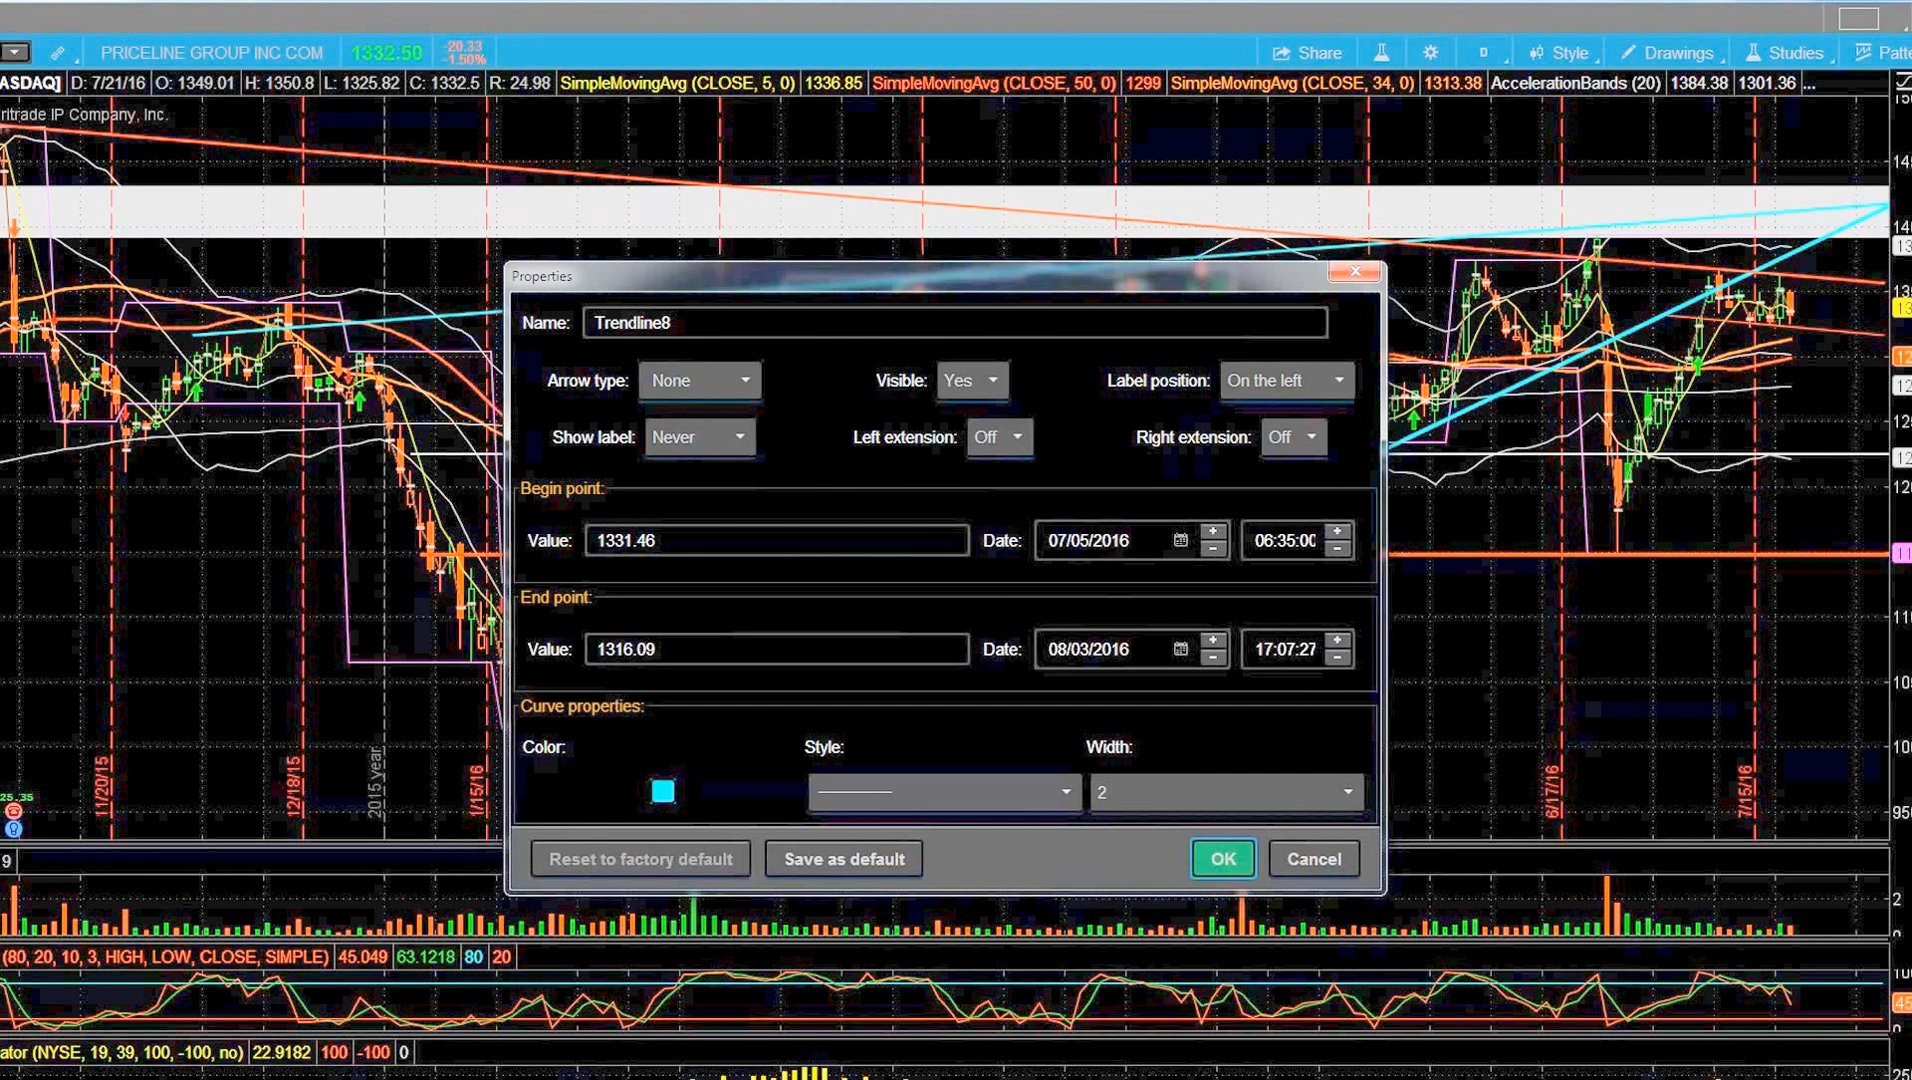 PRICELINE GROUP INC COM 1332.50 -20.33 -1.50% Share D Style Drawings Studies
ASDAQ] D: 7/21/16 O: 1349.01 H: 1350.8 L: 1325.82 C: 1332.5 R: 24.98 SimpleMovingAvg (CLOSE, 5, 0) 1336.85 SimpleMovingAvg (CLOSE, 50, 0) 1299 SimpleMovingAvg (CLOSE, 34, 0) 1313.38 AccelerationBands (20) 1384.38 1301.36 ...
ritrade IP Company, Inc.
Properties
Name: Trendline8
Arrow type: None Visible: Yes Label position: On the left
Show label: Never Left extension: Off Right extension: Off
Begin point:
Value: 1331.46 Date: 07/05/2016 06:35:00
End point:
Value: 1316.09 Date: 08/03/2016 17:07:27
Curve properties:
Color: Style: Width:
2
Reset to factory default Save as default OK Cancel
11/20/15
12/18/15
2015 year
1/15/16
6/17/16
7/15/16
25.35
9
2
(80, 20, 10, 3, HIGH, LOW, CLOSE, SIMPLE) 45.049 63.1218 80 20
ator (NYSE, 19, 39, 100, -100, no) 22.9182 100 -100 0